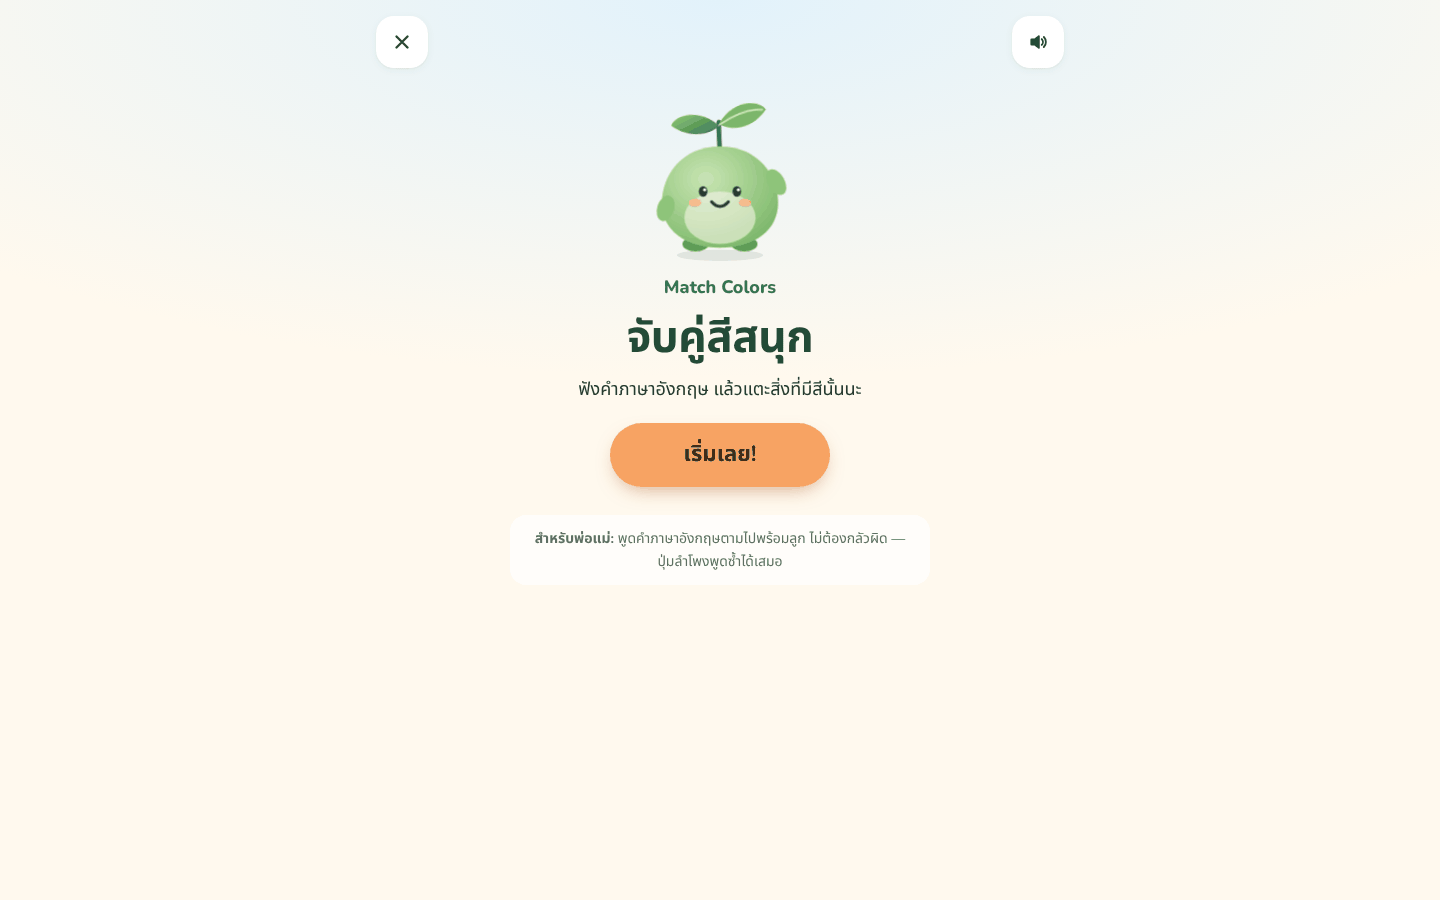 Match Colors
จับคู่สีสนุก
ฟังคำภาษาอังกฤษ แล้วแตะสิ่งที่มีสีนั้นนะ
เริ่มเลย!
สำหรับพ่อแม่: พูดคำภาษาอังกฤษตามไปพร้อมลูก ไม่ต้องกลัวผิด —
ปุ่มลำโพงพูดซ้ำได้เสมอ